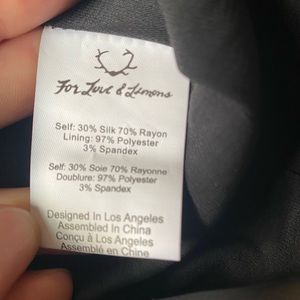 For Love & Lemons
Self: 30% Silk 70% Rayon
Lining: 97% Polyester
3% Spandex
Self: 30% Soie 70% Rayonne
Doublure: 97% Polyester
3% Spandex
Designed In Los Angeles
Assembled In China
Conçu à Los Angeles
Assemblé en Chine